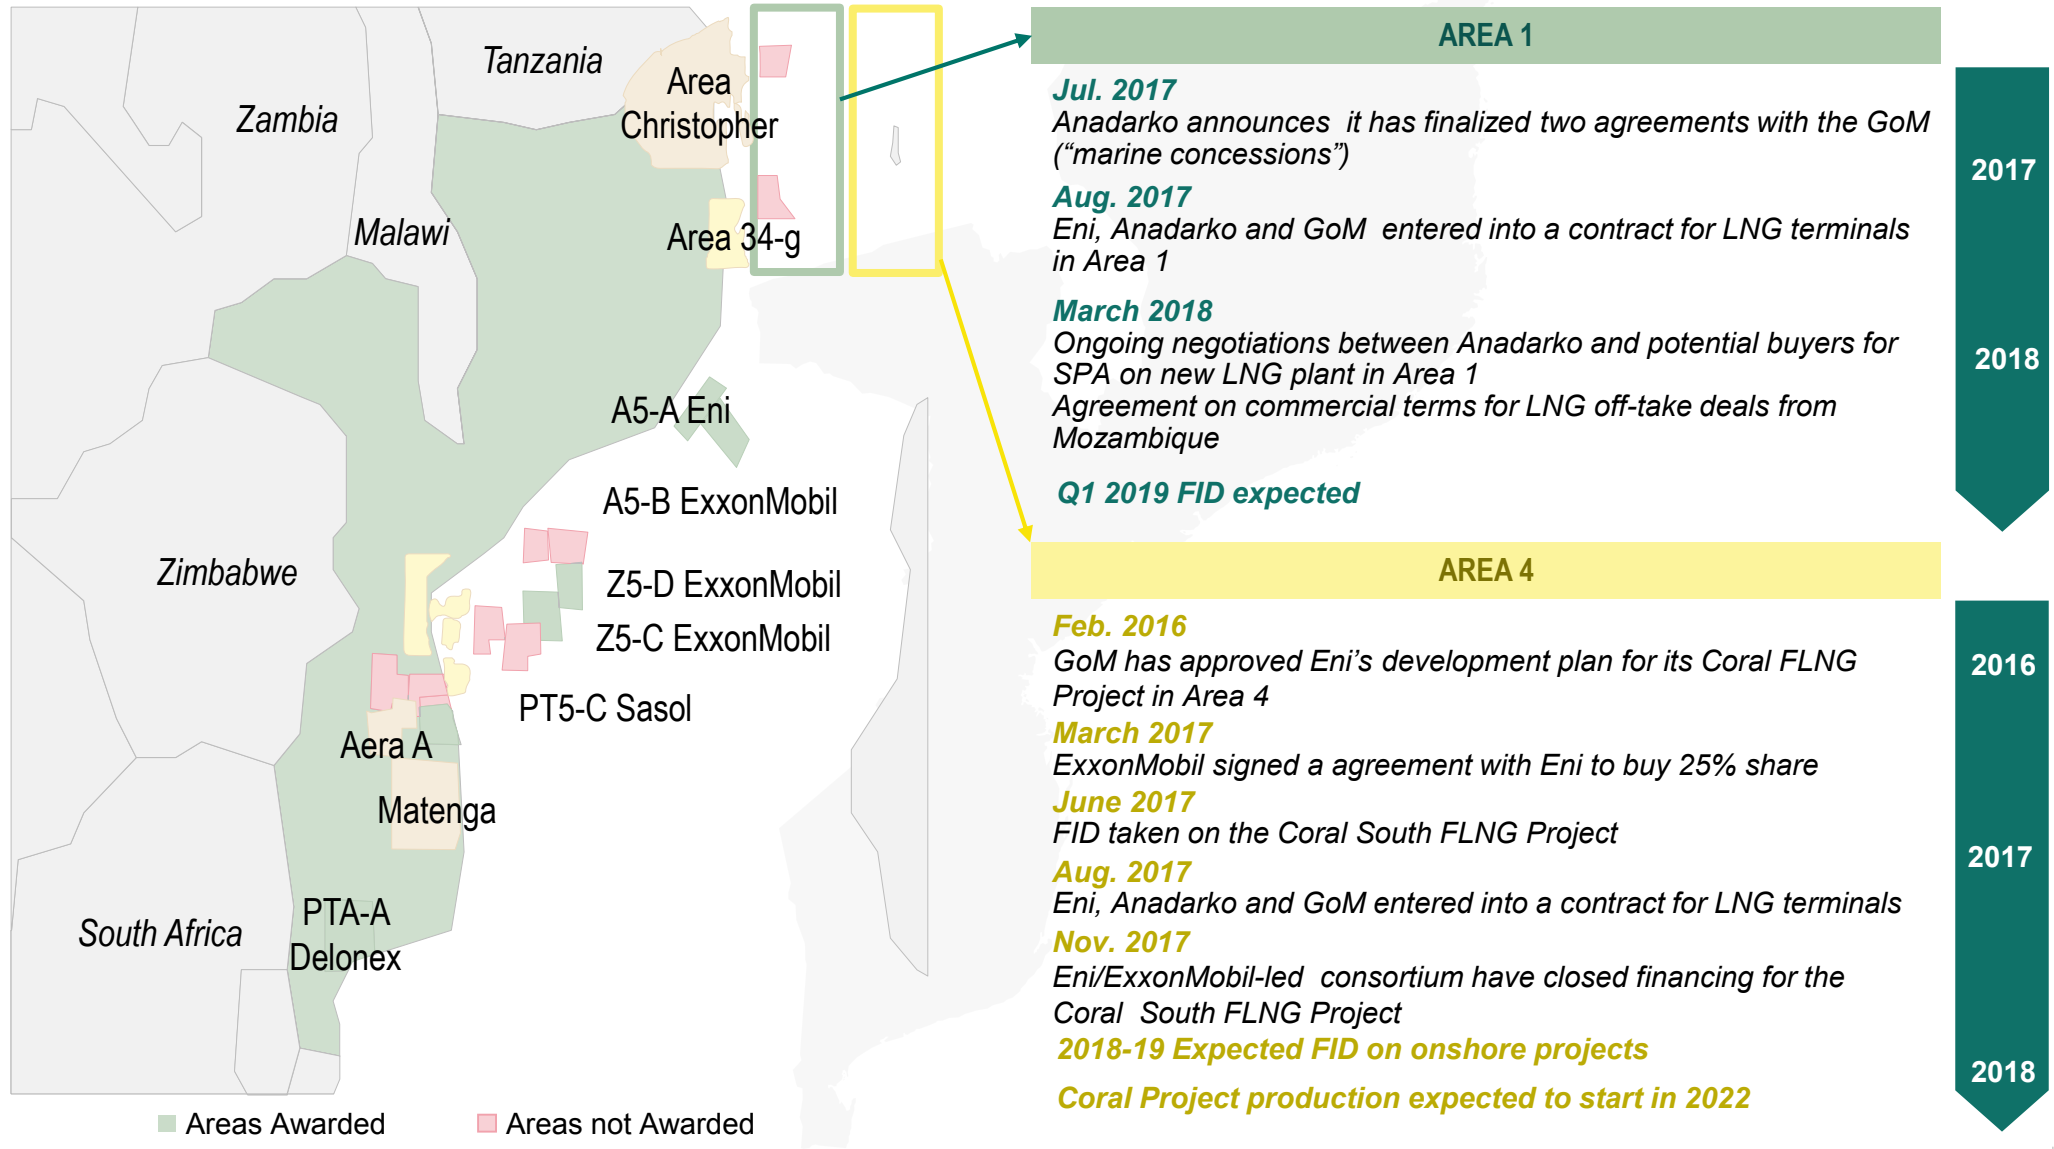 Tanzania
Zambia
Area
Christopher
Malawi
Area 34-g
A5-A Eni
A5-B ExxonMobil
Zimbabwe
Z5-D ExxonMobil
Z5-C ExxonMobil
PT5-C Sasol
Aera A
Matenga
PTA-A
Delonex
South Africa
Areas Awarded
Areas not Awarded
AREA 1
Jul. 2017
Anadarko announces it has finalized two agreements with the GoM
(“marine concessions”)
Aug. 2017
Eni, Anadarko and GoM entered into a contract for LNG terminals
in Area 1
March 2018
Ongoing negotiations between Anadarko and potential buyers for
SPA on new LNG plant in Area 1
Agreement on commercial terms for LNG off-take deals from
Mozambique
Q1 2019 FID expected
2017
2018
AREA 4
Feb. 2016
GoM has approved Eni’s development plan for its Coral FLNG
Project in Area 4
March 2017
ExxonMobil signed a agreement with Eni to buy 25% share
June 2017
FID taken on the Coral South FLNG Project
Aug. 2017
Eni, Anadarko and GoM entered into a contract for LNG terminals
Nov. 2017
Eni/ExxonMobil-led consortium have closed financing for the
Coral South FLNG Project
2018-19 Expected FID on onshore projects
Coral Project production expected to start in 2022
2016
2017
2018